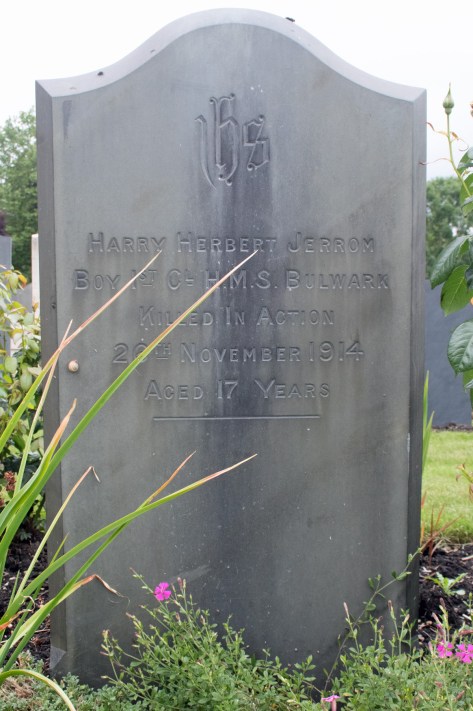 IHS
HARRY HERBERT JERROM
BOY 1ST CL. H.M.S. BULWARK
KILLED IN ACTION
26TH NOVEMBER 1914
AGED 17 YEARS